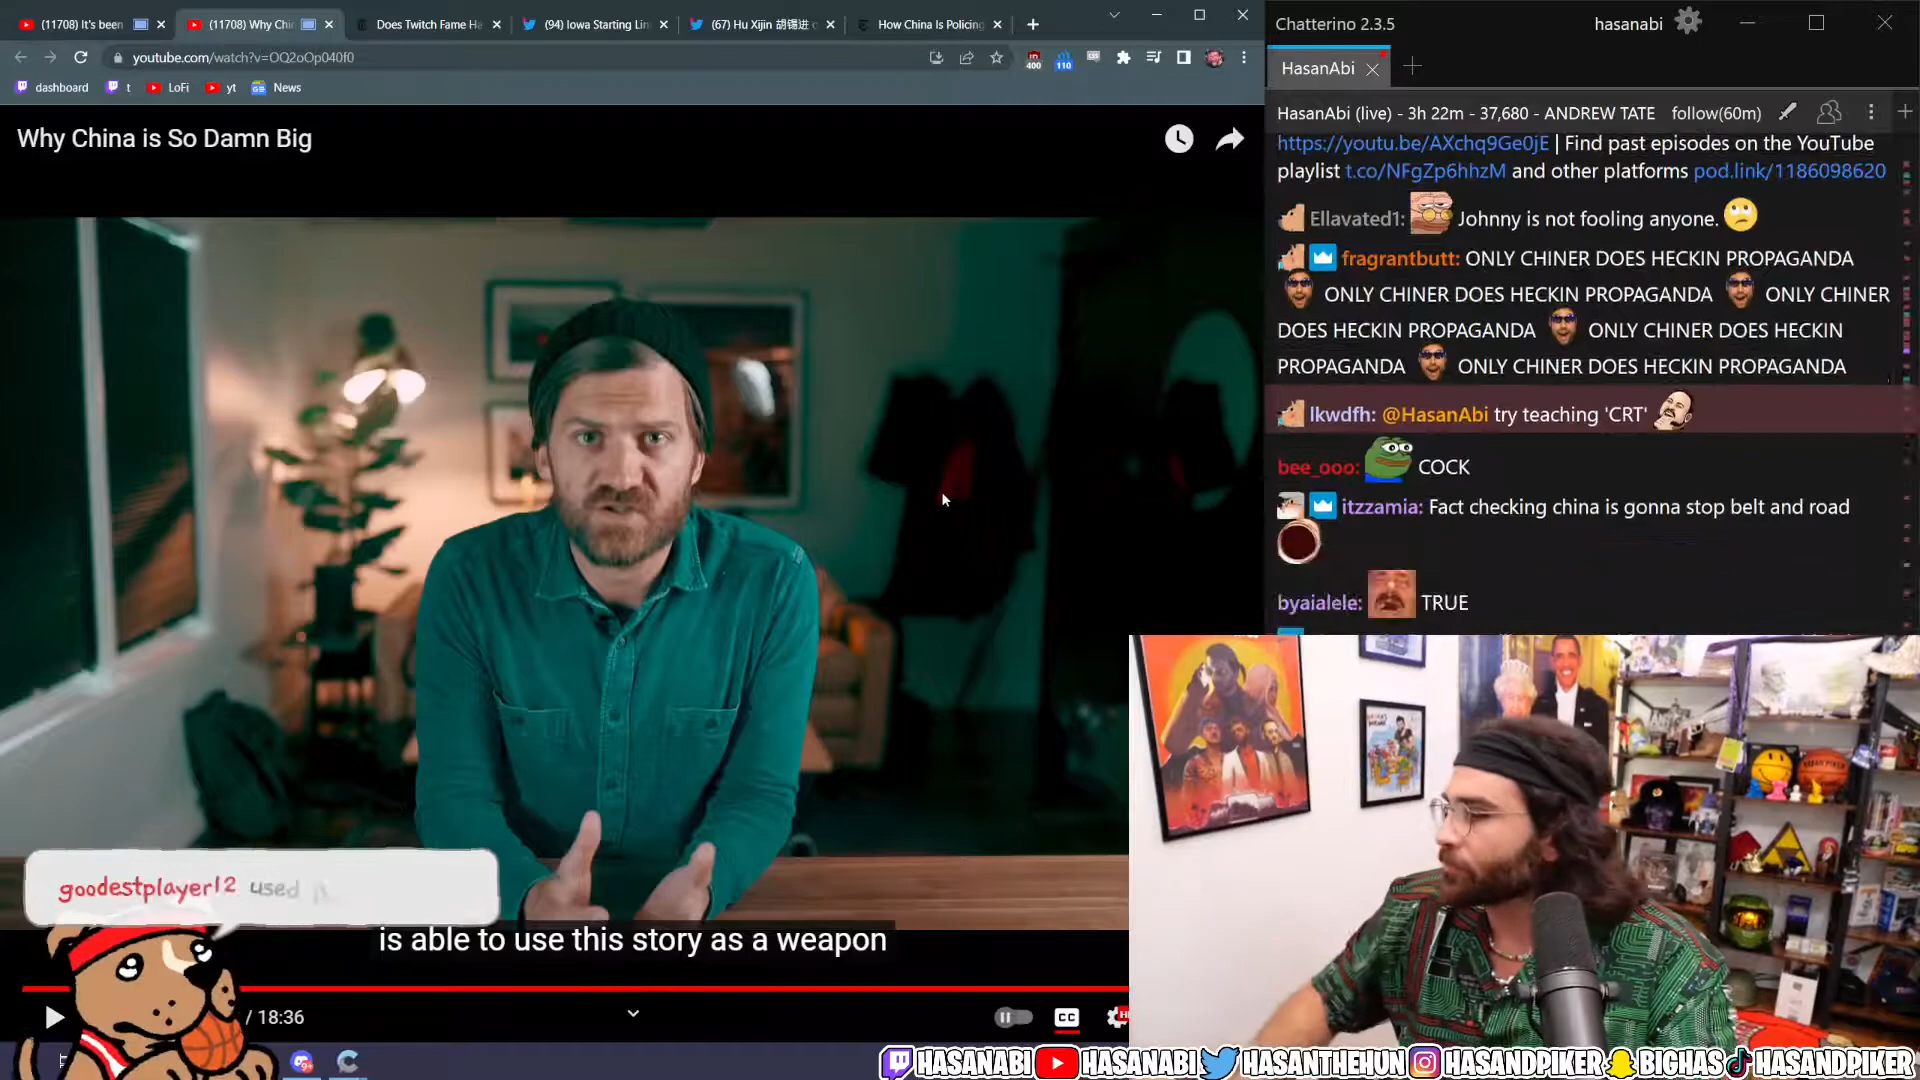 (11708) It's been
(11708) Why Chi
Does Twitch Fame He
(94) Iowa Starting Lin
(67) Hu Xijin 胡锡进
How China Is Policing
youtube.com/watch?v=OQ2oOp040f0
400
110
dashboard
t
LoFi
yt
News
Why China is So Damn Big
goodestplayer12 used
is able to use this story as a weapon
/ 18:36
CC
Chatterino 2.3.5
hasanabi
HasanAbi
HasanAbi (live) - 3h 22m - 37,680 - ANDREW TATE follow(60m)
https://youtu.be/AXchq9Ge0jE | Find past episodes on the YouTube
playlist t.co/NFgZp6hhzM and other platforms pod.link/1186098620
Ellavated1: Johnny is not fooling anyone.
fragrantbutt: ONLY CHINER DOES HECKIN PROPAGANDA
ONLY CHINER DOES HECKIN PROPAGANDA ONLY CHINER
DOES HECKIN PROPAGANDA ONLY CHINER DOES HECKIN
PROPAGANDA ONLY CHINER DOES HECKIN PROPAGANDA
lkwdfh: @HasanAbi try teaching 'CRT'
bee_ooo: COCK
itzzamia: Fact checking china is gonna stop belt and road
byaialele: TRUE
HASANABI HASANABI HASANTHEHUN HASANDPIKER BIGHAS HASANDPIKER